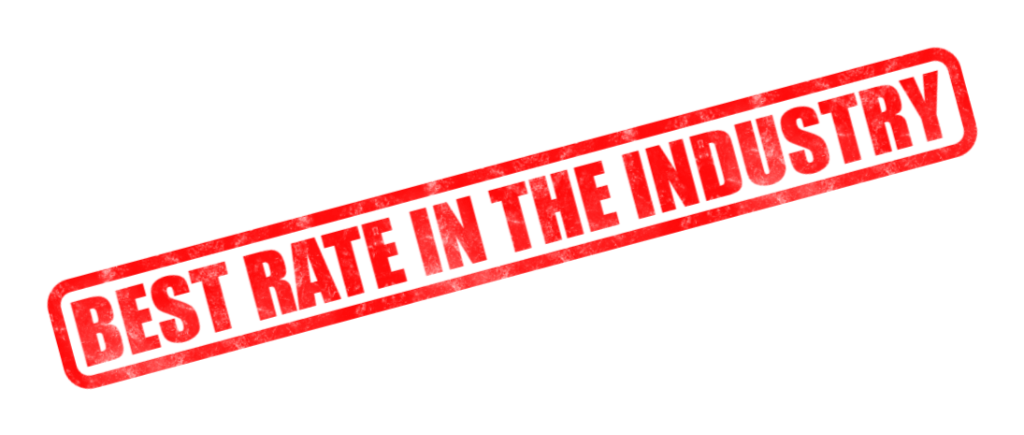 BEST RATE IN THE INDUSTRY